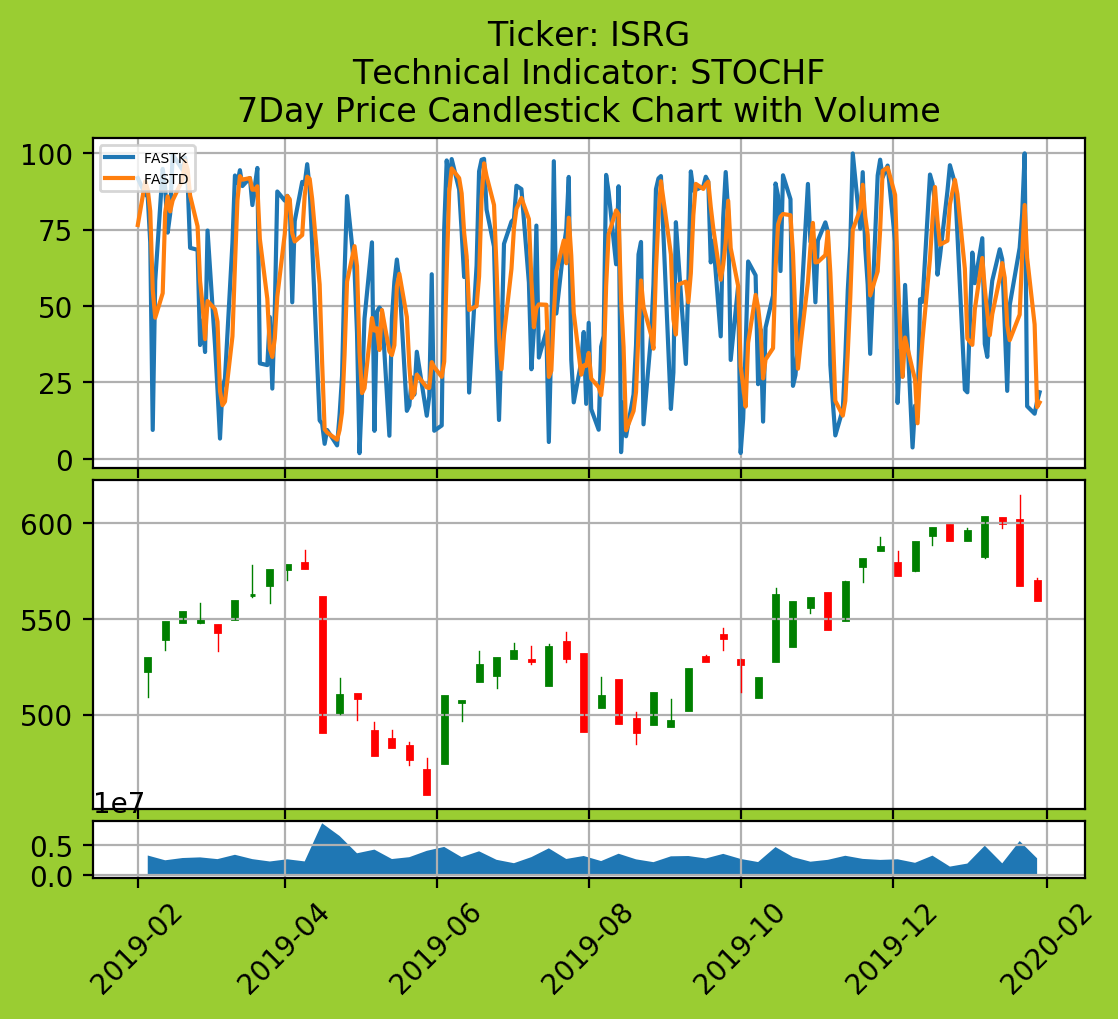 Ticker: ISRG
Technical Indicator: STOCHF
7Day Price Candlestick Chart with Volume
100
75
50
25
0
FASTK
FASTD
600
550
500
1e7
0.5
0.0
2019-02
2019-04
2019-06
2019-08
2019-10
2019-12
2020-02